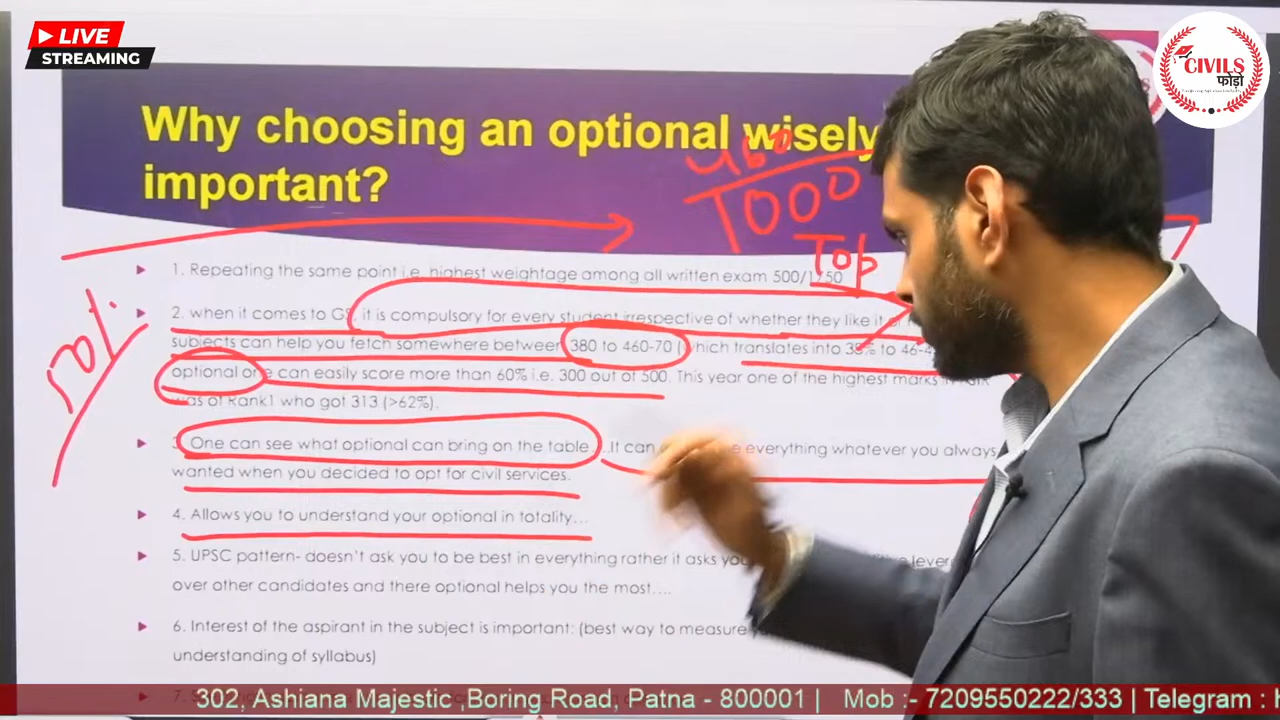 LIVE
STREAMING
CIVILS
फोड़ो
Why choosing an optional wisely
important?
460
1000
Top
70%
1. Repeating the same point i.e. highest weightage among all written exam 500/1750
2. when it comes to GS, it is compulsory for every student irrespective of whether they like it or
subjects can help you fetch somewhere between 380 to 460-70 (which translates into 38% to 46-
optional one can easily score more than 60% i.e. 300 out of 500. This year one of the highest marks in
was of Rank1 who got 313 (>62%).
3. One can see what optional can bring on the table...It can everything whatever you always
wanted when you decided to opt for civil services.
4. Allows you to understand your optional in totality...
5. UPSC pattern- doesn't ask you to be best in everything rather it asks you
over other candidates and there optional helps you the most....
6. Interest of the aspirant in the subject is important: (best way to measure
understanding of syllabus)
7.
302, Ashiana Majestic ,Boring Road, Patna - 800001 | Mob :- 7209550222/333 | Telegram :